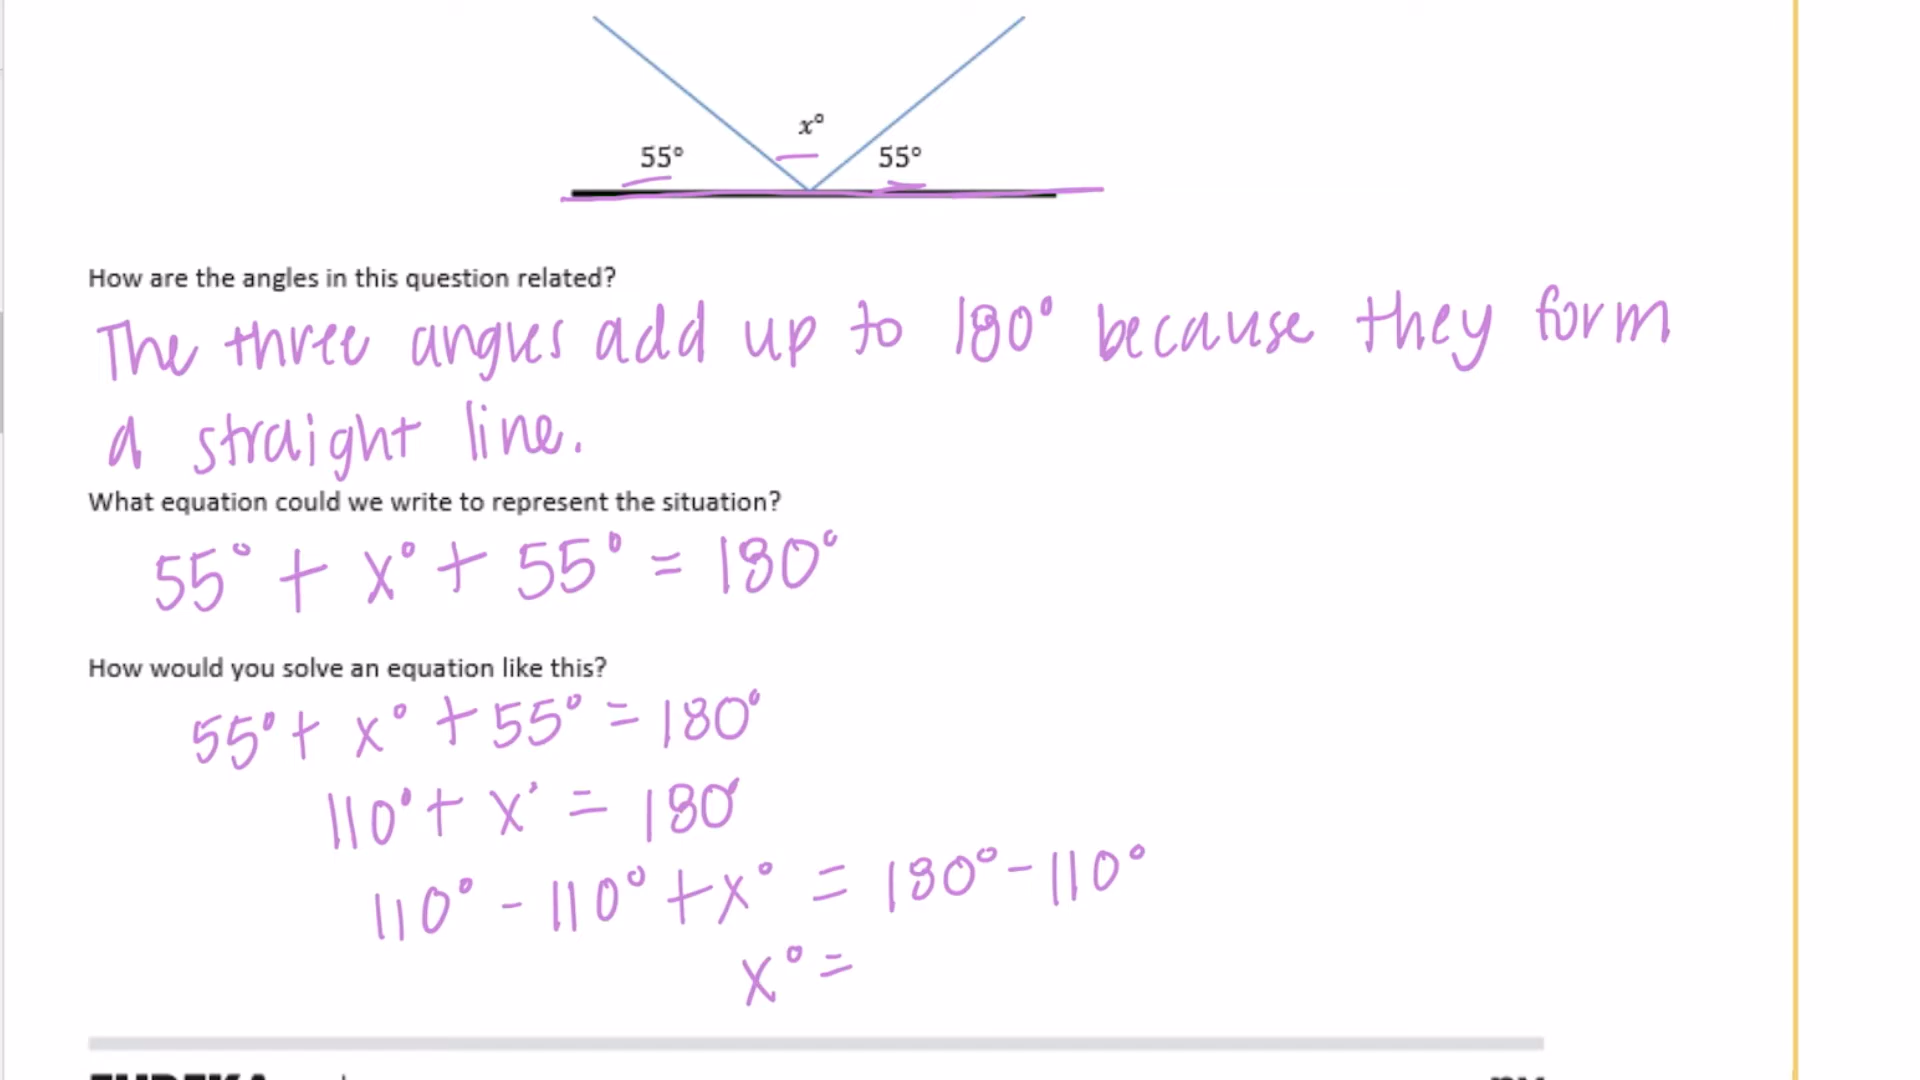 x°
55°
55°
How are the angles in this question related?
The three angles add up to 180° because they form
a straight line.
What equation could we write to represent the situation?
55° + x° + 55° = 180°
How would you solve an equation like this?
55° + x° + 55° = 180°
110° + x° = 180°
110° - 110° + x° = 180° - 110°
x° =